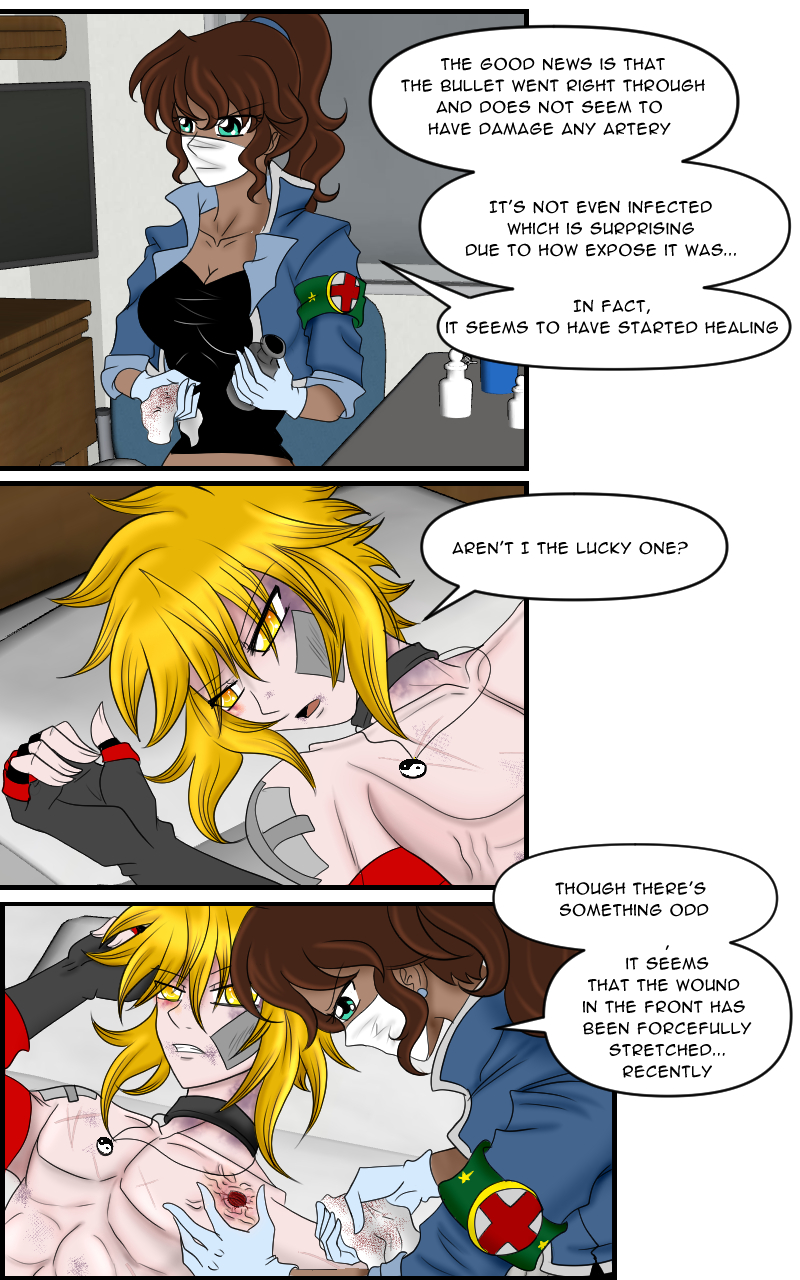 THE GOOD NEWS IS THAT
THE BULLET WENT RIGHT THROUGH
AND DOES NOT SEEM TO
HAVE DAMAGE ANY ARTERY
IT'S NOT EVEN INFECTED
WHICH IS SURPRISING
DUE TO HOW EXPOSE IT WAS...
IN FACT,
IT SEEMS TO HAVE STARTED HEALING
AREN'T I THE LUCKY ONE?
THOUGH THERE'S
SOMETHING ODD
,
IT SEEMS
THAT THE WOUND
IN THE FRONT HAS
BEEN FORCEFULLY
STRETCHED...
RECENTLY